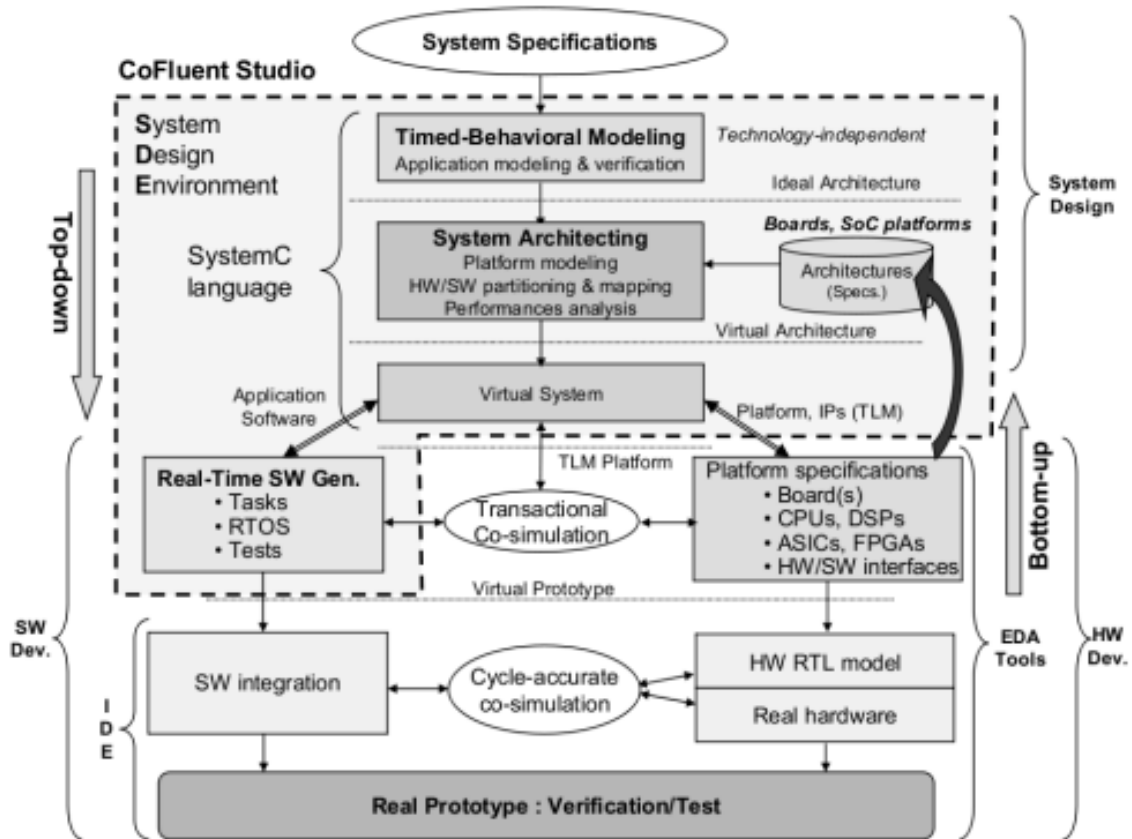 System Specifications
CoFluent Studio
System
Design
Environment
Timed-Behavioral Modeling
Application modeling & verification
Technology-independent
Ideal Architecture
System
Design
Top-down
SystemC
language
System Architecting
Platform modeling
HW/SW partitioning & mapping
Performances analysis
Boards, SoC platforms
Architectures
(Specs.)
Virtual Architecture
Application
Software
Virtual System
Platform, IPs (TLM)
TLM Platform
Real-Time SW Gen.
• Tasks
• RTOS
• Tests
Transactional
Co-simulation
Platform specifications
• Board(s)
• CPUs, DSPs
• ASICs, FPGAs
• HW/SW interfaces
Bottom-up
Virtual Prototype
SW
Dev.
I
D
E
SW integration
Cycle-accurate
co-simulation
HW RTL model
Real hardware
EDA
Tools
HW
Dev.
Real Prototype : Verification/Test